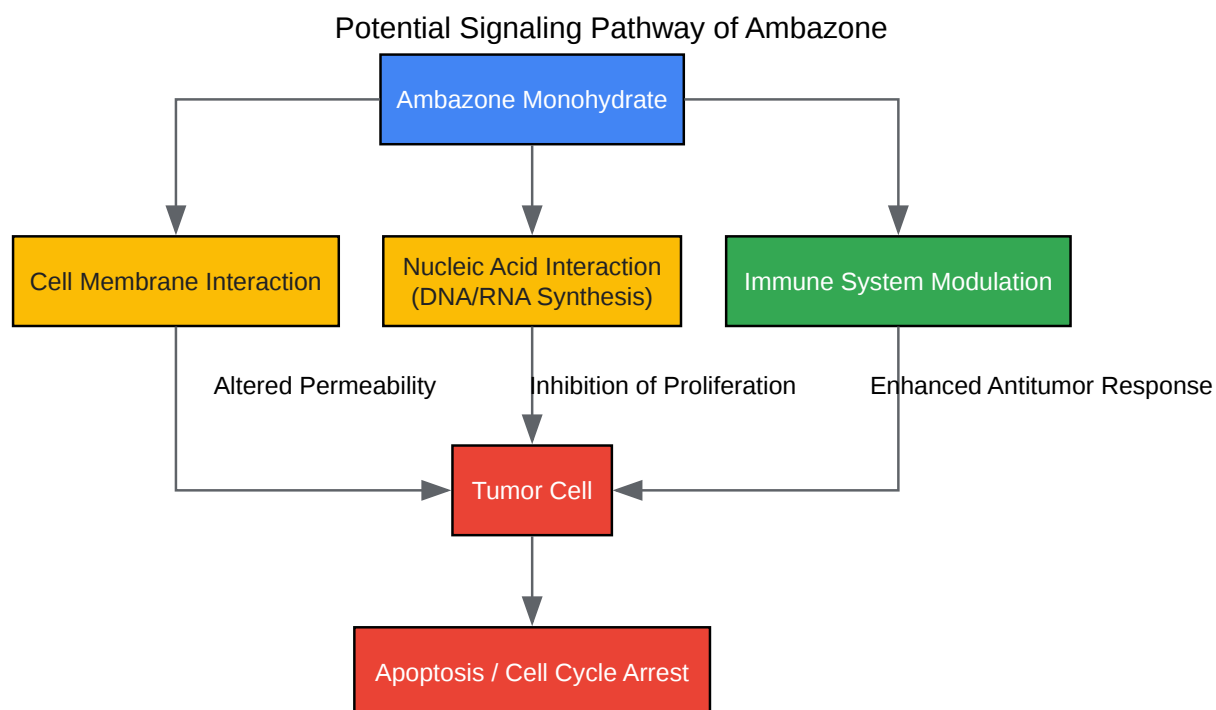 Potential Signaling Pathway of Ambazone
Ambazone Monohydrate
Cell Membrane Interaction
Nucleic Acid Interaction
(DNA/RNA Synthesis)
Immune System Modulation
Altered Permeability
Inhibition of Proliferation
Enhanced Antitumor Response
Tumor Cell
Apoptosis / Cell Cycle Arrest